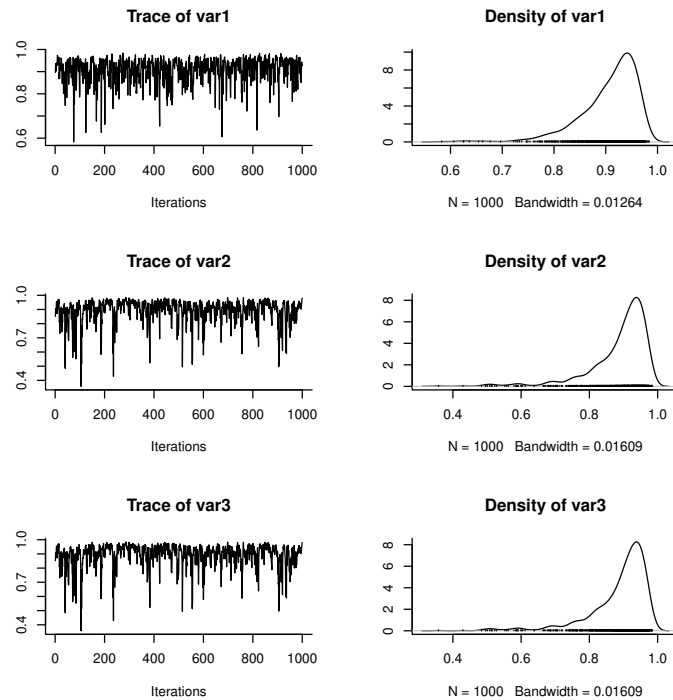 Trace of var1
1.0
0.8
0.6
0 200 400 600 800 1000
Iterations
Density of var1
8
4
0
0.6 0.7 0.8 0.9 1.0
N = 1000 Bandwidth = 0.01264
Trace of var2
1.0
0.7
0.4
0 200 400 600 800 1000
Iterations
Density of var2
8
6
4
2
0
0.4 0.6 0.8 1.0
N = 1000 Bandwidth = 0.01609
Trace of var3
1.0
0.7
0.4
0 200 400 600 800 1000
Iterations
Density of var3
8
6
4
2
0
0.4 0.6 0.8 1.0
N = 1000 Bandwidth = 0.01609